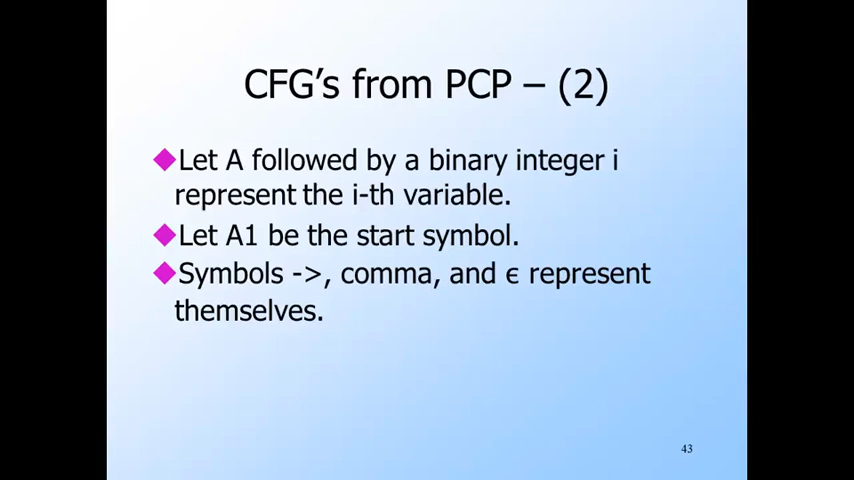 CFG's from PCP – (2)
Let A followed by a binary integer i
represent the i-th variable.
Let A1 be the start symbol.
Symbols ->, comma, and ϵ represent
themselves.
43